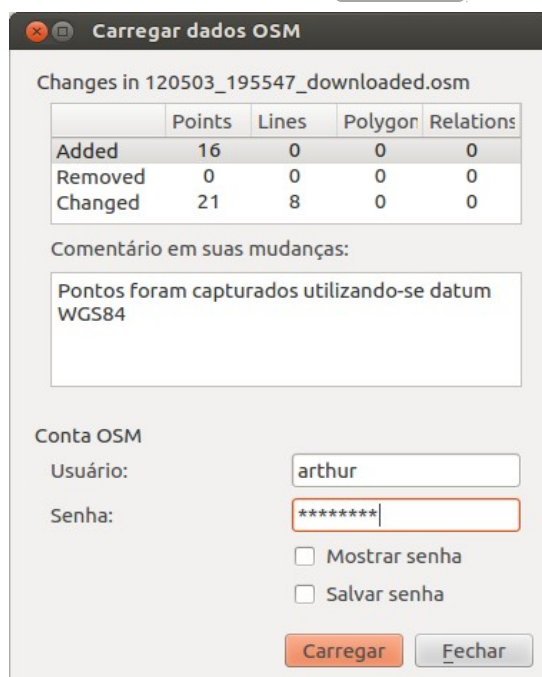 Carregar dados OSM
Changes in 120503_195547_downloaded.osm
Points Lines Polygon Relations
Added 16 0 0 0
Removed 0 0 0 0
Changed 21 8 0 0
Comentário em suas mudanças:
Pontos foram capturados utilizando-se datum
WGS84
Conta OSM
Usuário: arthur
Senha: ********
Mostrar senha
Salvar senha
Carregar Fechar